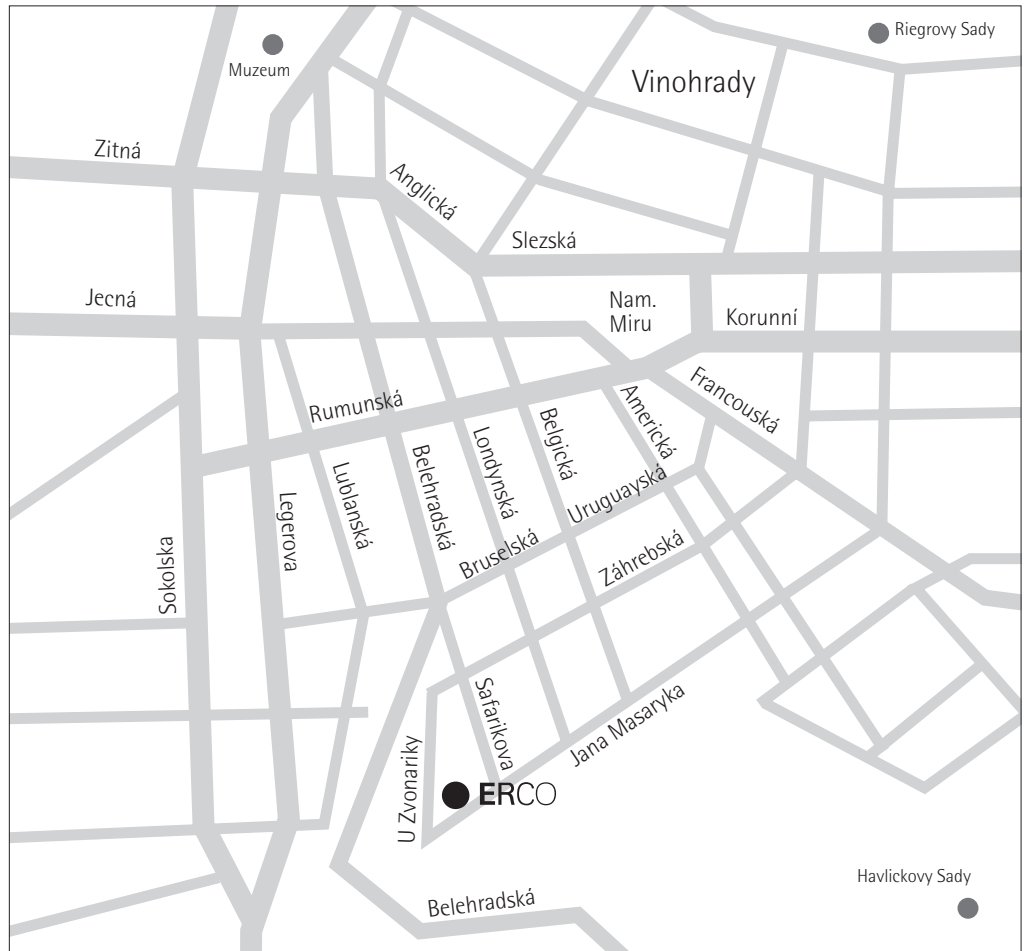 Riegrovy Sady
Muzeum
Vinohrady
Zitná
Anglická
Slezská
Jecná
Nam.
Miru
Korunní
Francouská
Americká
Rumunská
Belgická
Londynská
Belehradská
Lublanská
Legerova
Uruguayská
Bruselská
Záhrebská
Sokolska
Safarikova
Jana Masaryka
U Zvonariky
ERCO
Havlickovy Sady
Belehradská